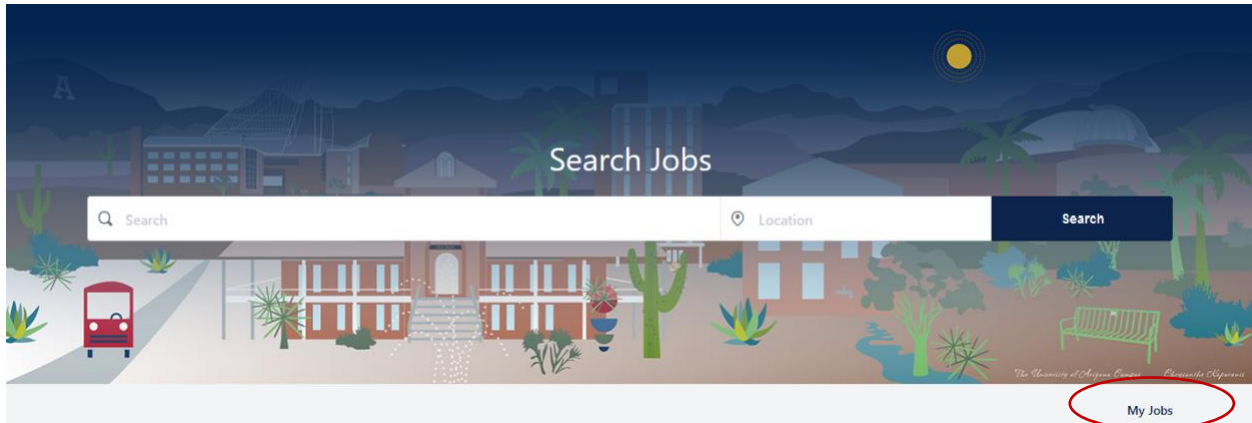 A
Search Jobs
Search
Location
Search
The University of Arizona Campus
My Jobs